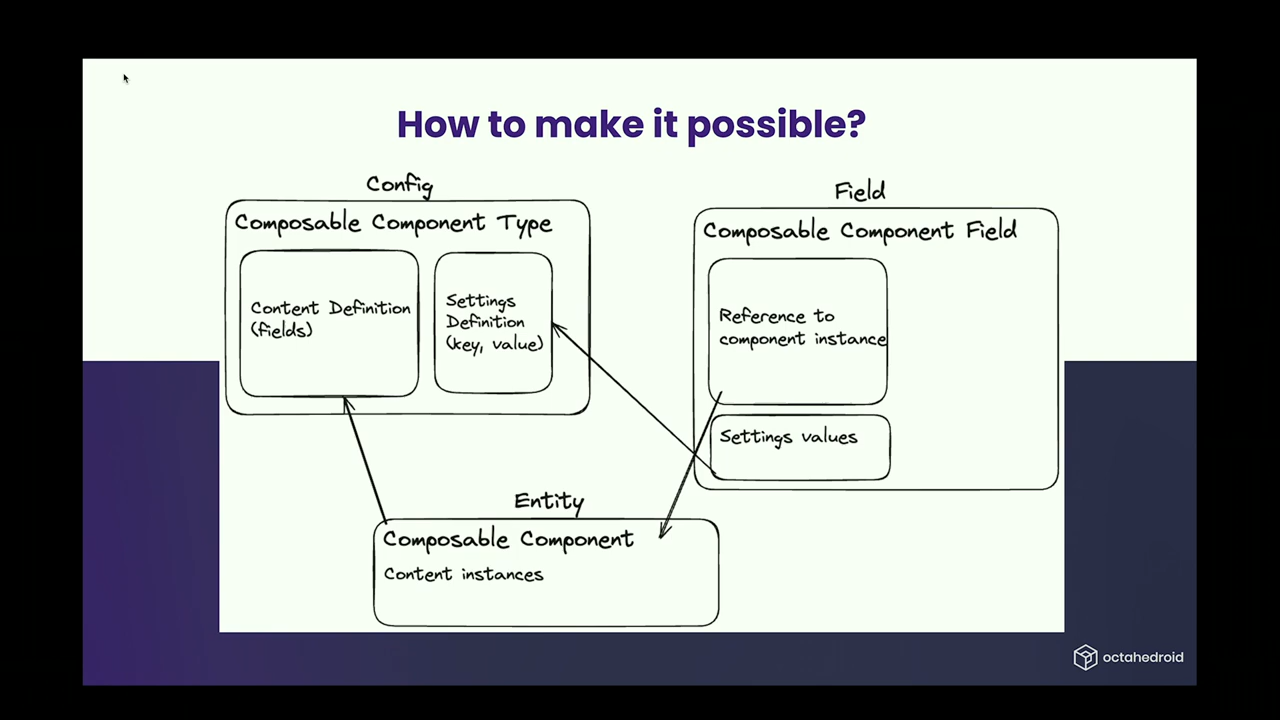 How to make it possible?
Config
Composable Component Type
Content Definition
(fields)
Settings
Definition
(key, value)
Field
Composable Component Field
Reference to
component instance
Settings values
Entity
Composable Component
Content instances
octahedroid